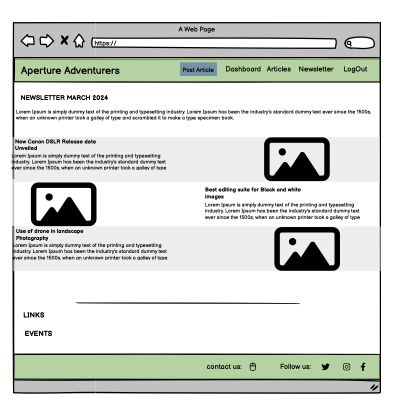 A Web Page
https://
Aperture Adventurers
Post Article
Dashboard
Articles
Newsletter
LogOut
NEWSLETTER MARCH 2024
Lorem Ipsum is simply dummy text of the printing and typesetting industry. Lorem Ipsum has been the industry's standard dummy text ever since the 1500s,
when an unknown printer took a galley of type and scrambled it to make a type specimen book.
New Canon DSLR Release date
Unveiled
Lorem Ipsum is simply dummy text of the printing and typesetting
industry. Lorem Ipsum has been the industry's standard dummy text
ever since the 1500s, when an unknown printer took a galley of type
Best editing suite for Black and white
images
Lorem Ipsum is simply dummy text of the printing and typesetting
industry. Lorem Ipsum has been the industry's standard dummy text
ever since the 1500s, when an unknown printer took a galley of type
Use of drone in landscape
Photography
Lorem Ipsum is simply dummy text of the printing and typesetting
industry. Lorem Ipsum has been the industry's standard dummy text
ever since the 1500s, when an unknown printer took a galley of type
LINKS
EVENTS
contact us:
Follow us: